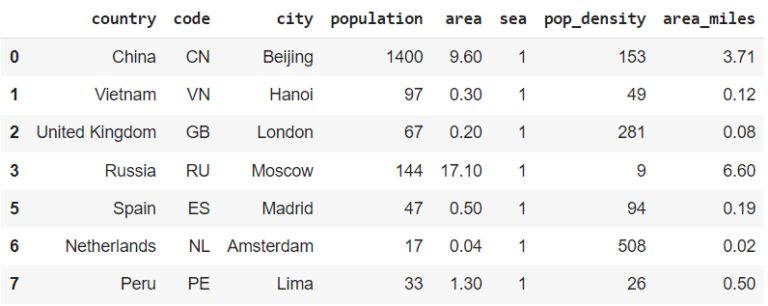 country code city population area sea pop_density area_miles
0 China CN Beijing 1400 9.60 1 153 3.71
1 Vietnam VN Hanoi 97 0.30 1 49 0.12
2 United Kingdom GB London 67 0.20 1 281 0.08
3 Russia RU Moscow 144 17.10 1 9 6.60
5 Spain ES Madrid 47 0.50 1 94 0.19
6 Netherlands NL Amsterdam 17 0.04 1 508 0.02
7 Peru PE Lima 33 1.30 1 26 0.50